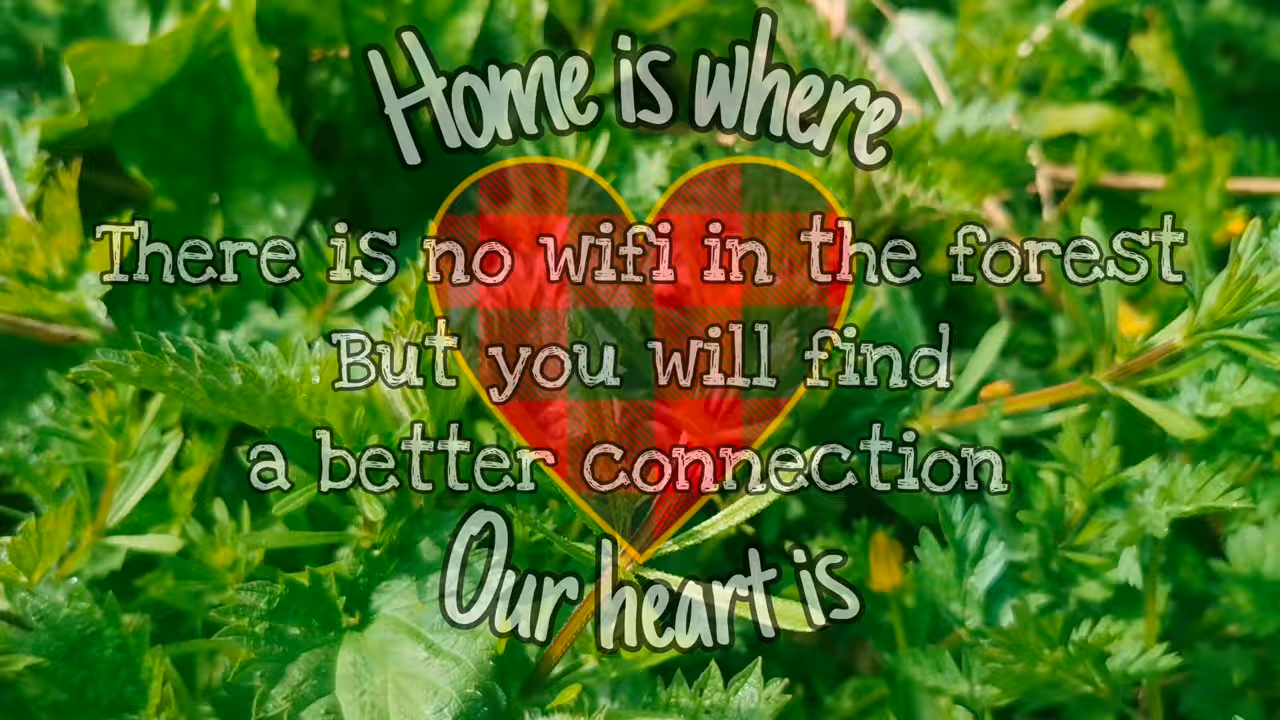 Home is where
There is no wifi in the forest
But you will find
a better connection
Our heart is